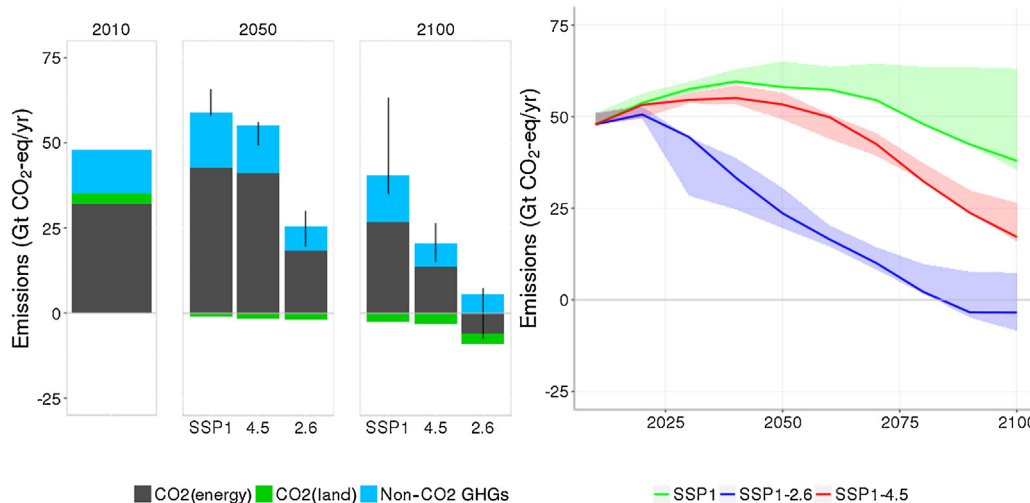 2010
2050
2100
Emissions (Gt CO₂-eq/yr)
75
50
25
0
-25
SSP1 4.5 2.6
SSP1 4.5 2.6
CO2(energy) CO2(land) Non-CO2 GHGs
Emissions (Gt CO₂-eq/yr)
75
50
25
0
-25
2025 2050 2075 2100
SSP1 SSP1-2.6 SSP1-4.5